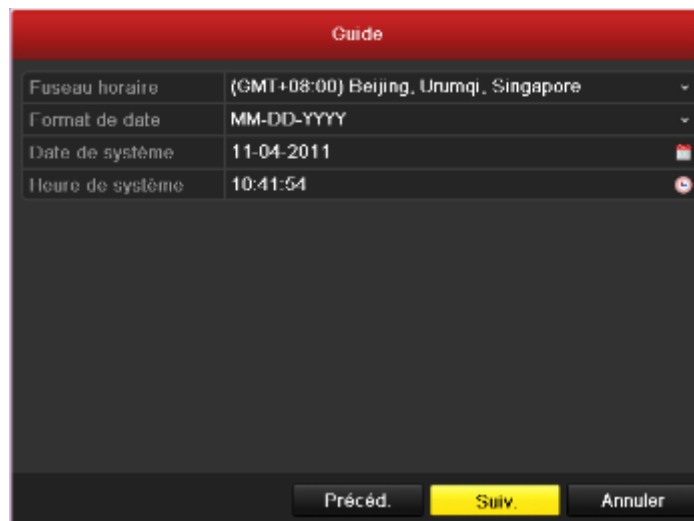 Guide
Fuseau horaire (GMT+08:00) Beijing, Urumqi, Singapore
Format de date MM-DD-YYYY
Date de système 11-04-2011
Heure de système 10:41:54
Précéd. Suiv. Annuler